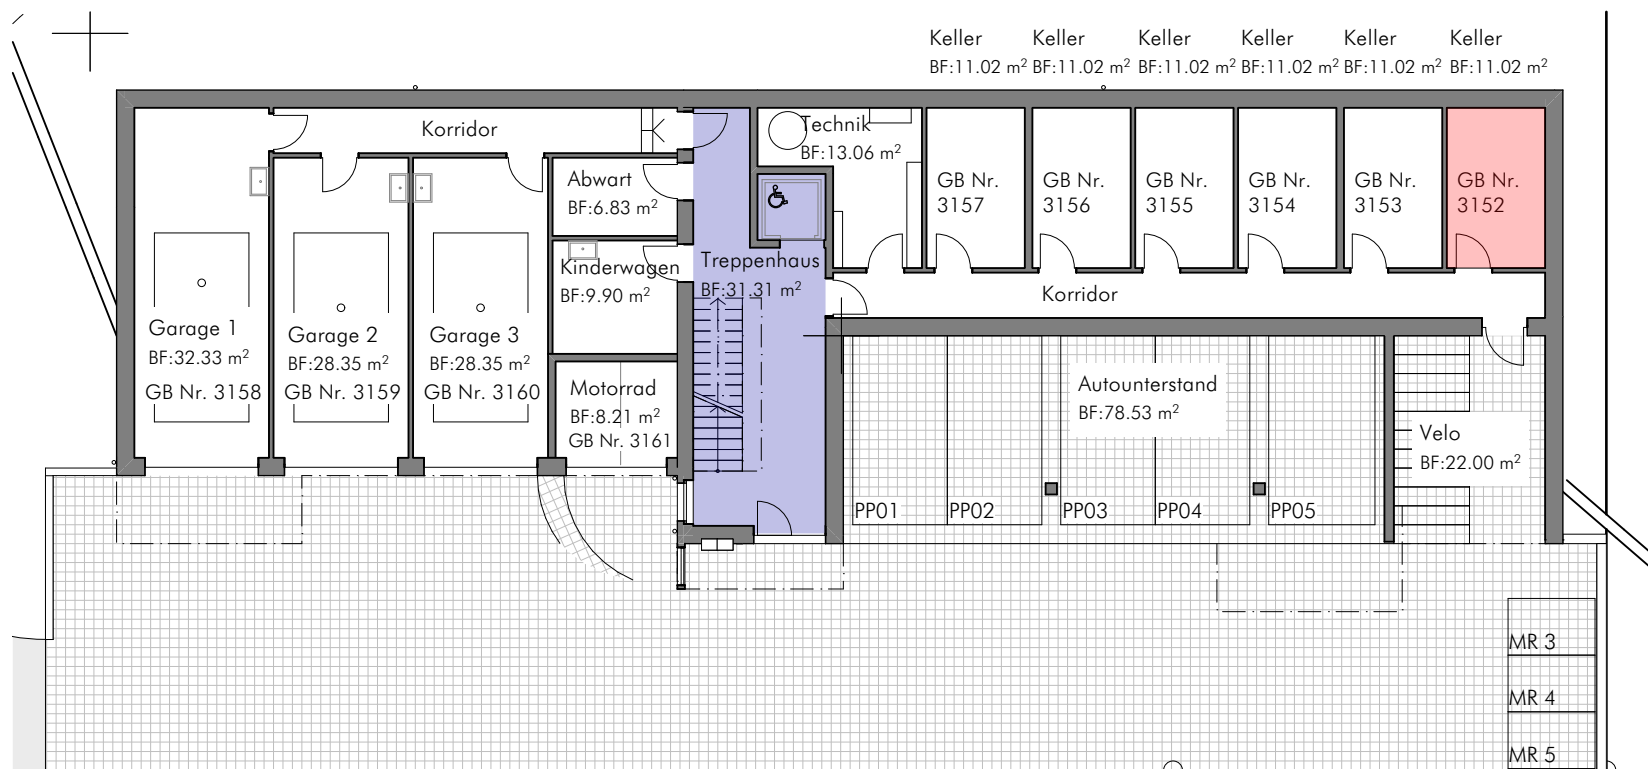 Keller Keller Keller Keller Keller Keller
BF:11.02 m² BF:11.02 m² BF:11.02 m² BF:11.02 m² BF:11.02 m² BF:11.02 m²
Korridor
Technik
BF:13.06 m²
Abwart
BF:6.83 m²
GB Nr.
3157
GB Nr.
3156
GB Nr.
3155
GB Nr.
3154
GB Nr.
3153
GB Nr.
3152
Kinderwagen
BF:9.90 m²
Treppenhaus
BF:31.31 m²
Korridor
Garage 1
BF:32.33 m²
GB Nr. 3158
Garage 2
BF:28.35 m²
GB Nr. 3159
Garage 3
BF:28.35 m²
GB Nr. 3160
Motorrad
BF:8.21 m²
GB Nr. 3161
Autounterstand
BF:78.53 m²
Velo
BF:22.00 m²
PP01
PP02
PP03
PP04
PP05
MR 3
MR 4
MR 5